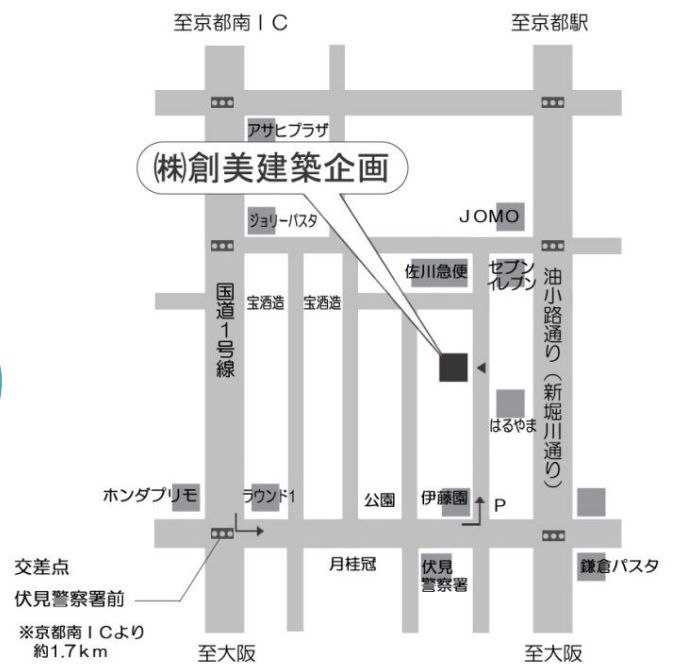 至京都南IC
至京都駅
アサヒプラザ
㈱創美建築企画
ジョリーパスタ
JOMO
佐川急便
セブン
イレブン
国道1号線
宝酒造
宝酒造
油小路通り(新堀川通り)
はるやま
ホンダプリモ
ラウンド1
公園
伊藤園
P
交差点
伏見警察署前
月桂冠
伏見
警察署
鎌倉パスタ
※京都南ICより
約1.7km
至大阪
至大阪